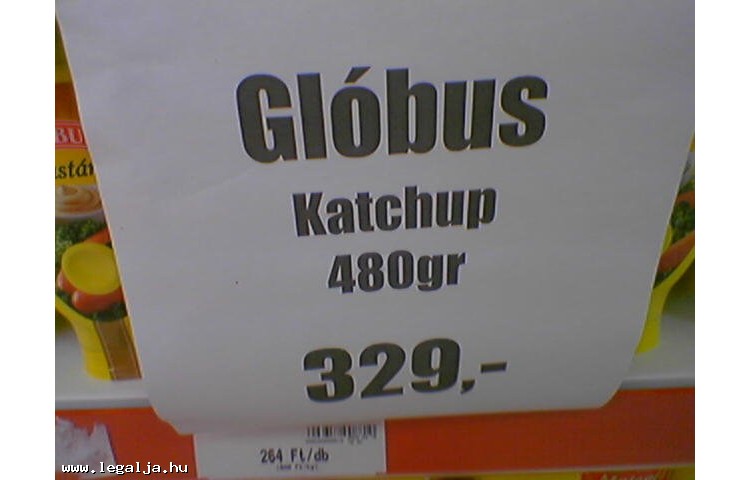 Glóbus
Katchup
480gr
329,-
264 Ft/db
www.legalja.hu